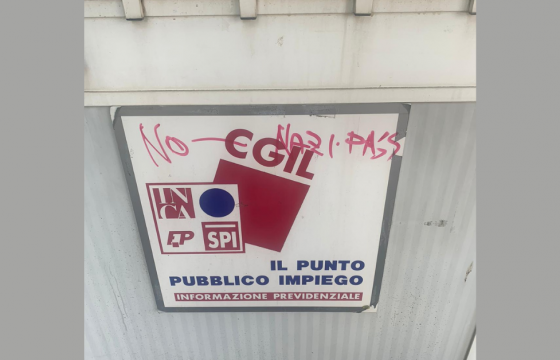 NO - NAZI. PASS
CGIL
INCA
FP
SPI
IL PUNTO
PUBBLICO IMPIEGO
INFORMAZIONE PREVIDENZIALE